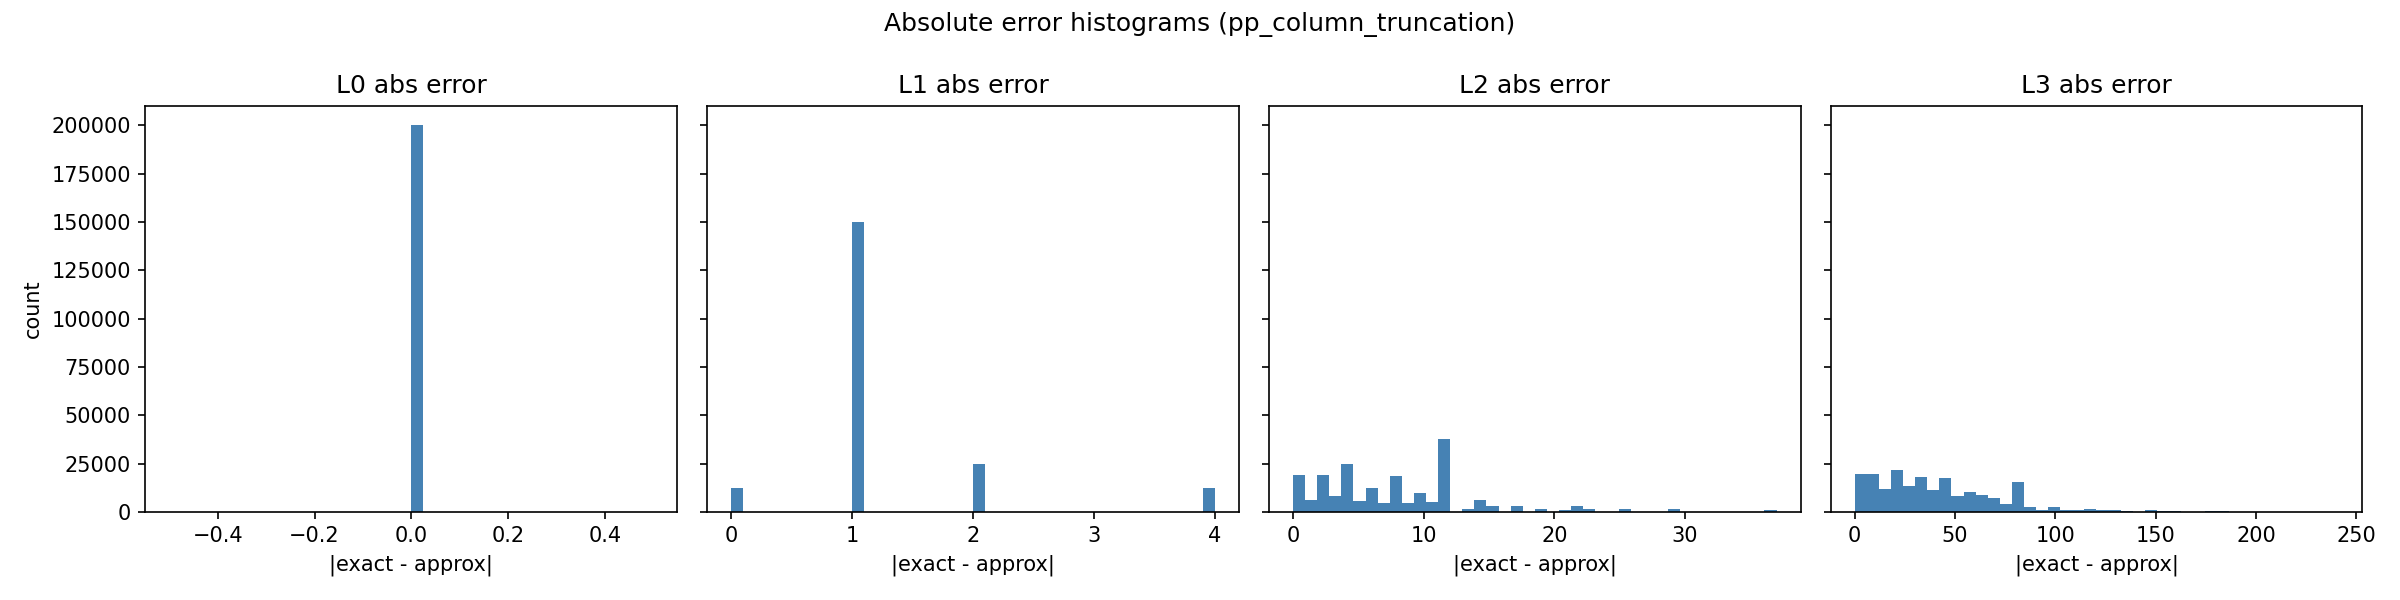 Absolute error histograms (pp_column_truncation)
L0 abs error
L1 abs error
L2 abs error
L3 abs error
count
200000
175000
150000
125000
100000
75000
50000
25000
0
−0.4 −0.2 0.0 0.2 0.4
0 1 2 3 4
0 10 20 30
0 50 100 150 200 250
|exact - approx|
|exact - approx|
|exact - approx|
|exact - approx|